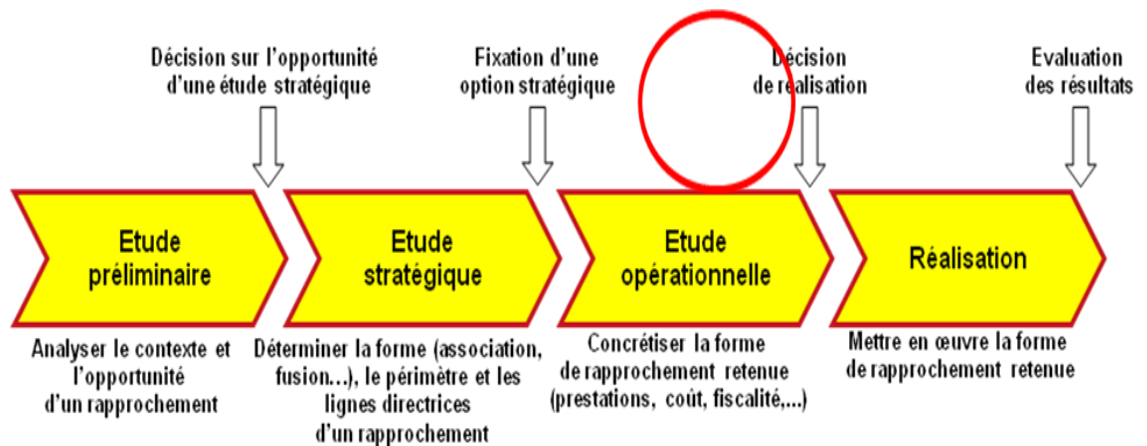 Décision sur l'opportunité
d'une étude stratégique
Fixation d'une
option stratégique
Décision
de réalisation
Evaluation
des résultats
Etude
préliminaire
Etude
stratégique
Etude
opérationnelle
Réalisation
Analyser le contexte et
l'opportunité
d'un rapprochement
Déterminer la forme (association,
fusion...), le périmètre et les
lignes directrices
d'un rapprochement
Concrétiser la forme
de rapprochement retenue
(prestations, coût, fiscalité,...)
Mettre en œuvre la forme
de rapprochement retenue